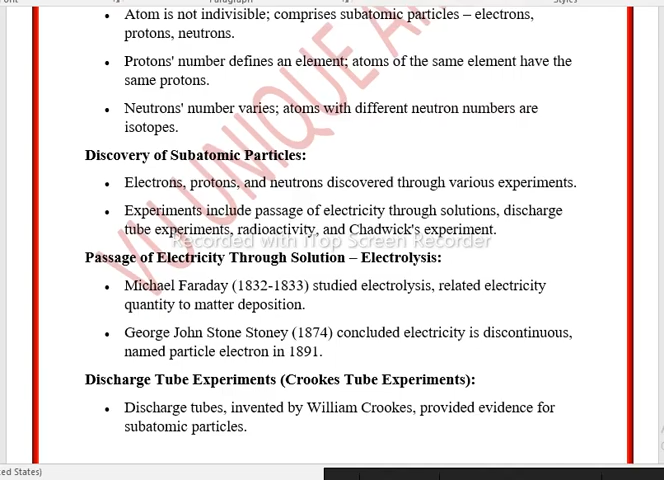 Paragraph
Styles
• Atom is not indivisible; comprises subatomic particles – electrons,
protons, neutrons.
• Protons' number defines an element; atoms of the same element have the
same protons.
• Neutrons' number varies; atoms with different neutron numbers are
isotopes.
Discovery of Subatomic Particles:
• Electrons, protons, and neutrons discovered through various experiments.
• Experiments include passage of electricity through solutions, discharge
tube experiments, radioactivity, and Chadwick's experiment.
Recorded with iTop Screen Recorder
Passage of Electricity Through Solution – Electrolysis:
• Michael Faraday (1832-1833) studied electrolysis, related electricity
quantity to matter deposition.
• George John Stone Stoney (1874) concluded electricity is discontinuous,
named particle electron in 1891.
Discharge Tube Experiments (Crookes Tube Experiments):
• Discharge tubes, invented by William Crookes, provided evidence for
subatomic particles.
VU UNIQUE
ed States)